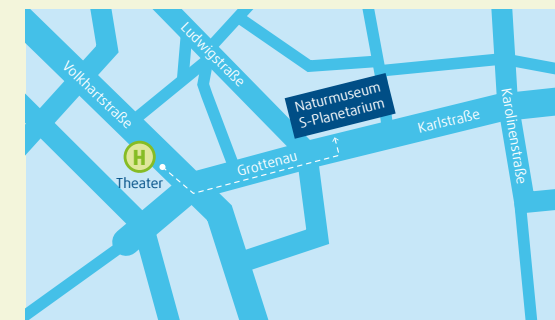 Ludwigstraße
Volkhartstraße
Naturmuseum
S-Planetarium
Karlstraße
Karolinenstraße
Grottenau
H
Theater